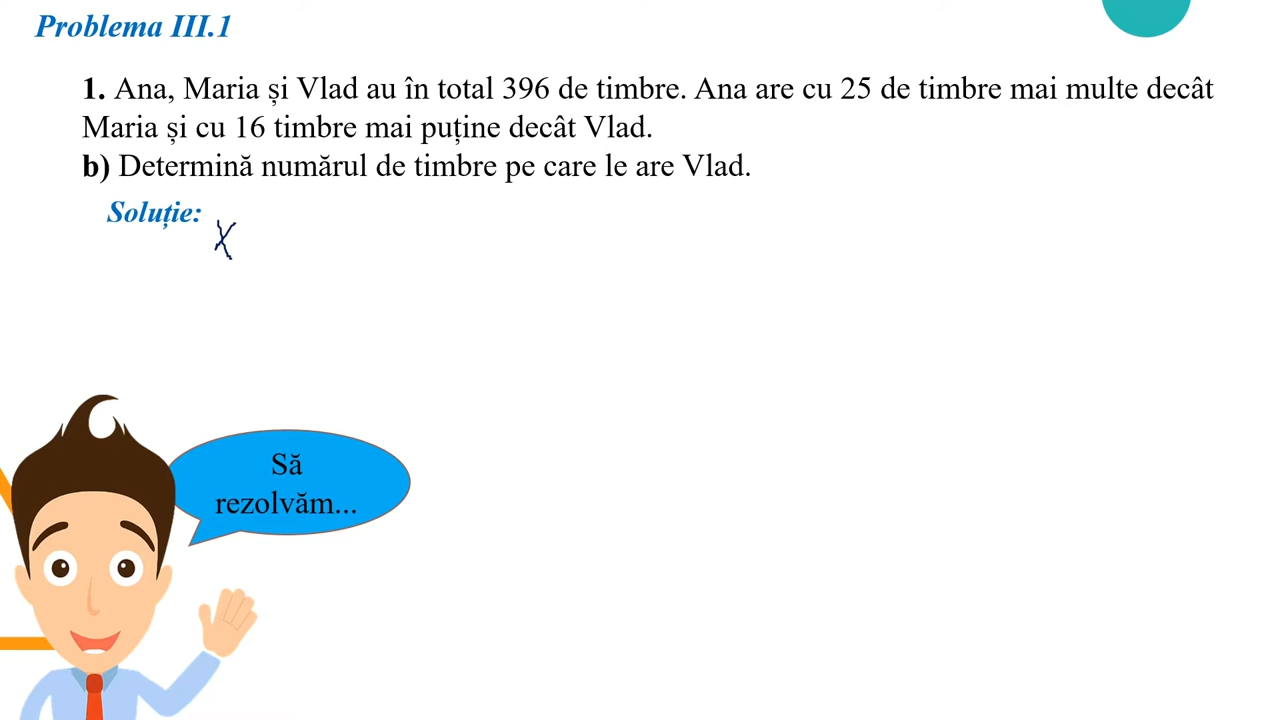 Problema III.1
1. Ana, Maria și Vlad au în total 396 de timbre. Ana are cu 25 de timbre mai multe decât
Maria și cu 16 timbre mai puține decât Vlad.
b) Determină numărul de timbre pe care le are Vlad.
Soluție:
x
Să
rezolvăm...